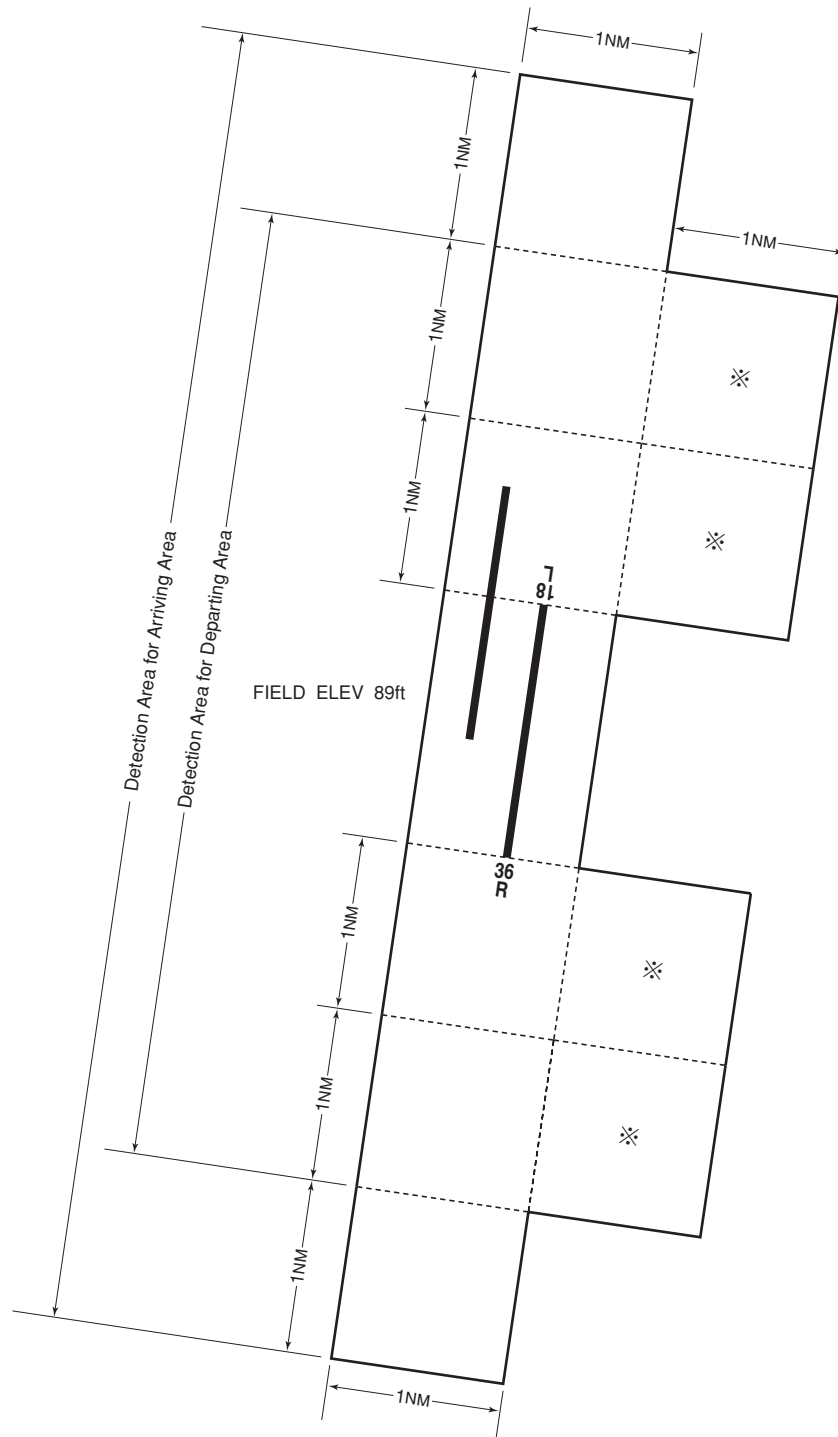 1NM
1NM
1NM
1NM
※
1NM
※
Detection Area for Arriving Area
Detection Area for Departing Area
18
L
FIELD ELEV 89ft
36
R
1NM
※
1NM
※
1NM
1NM